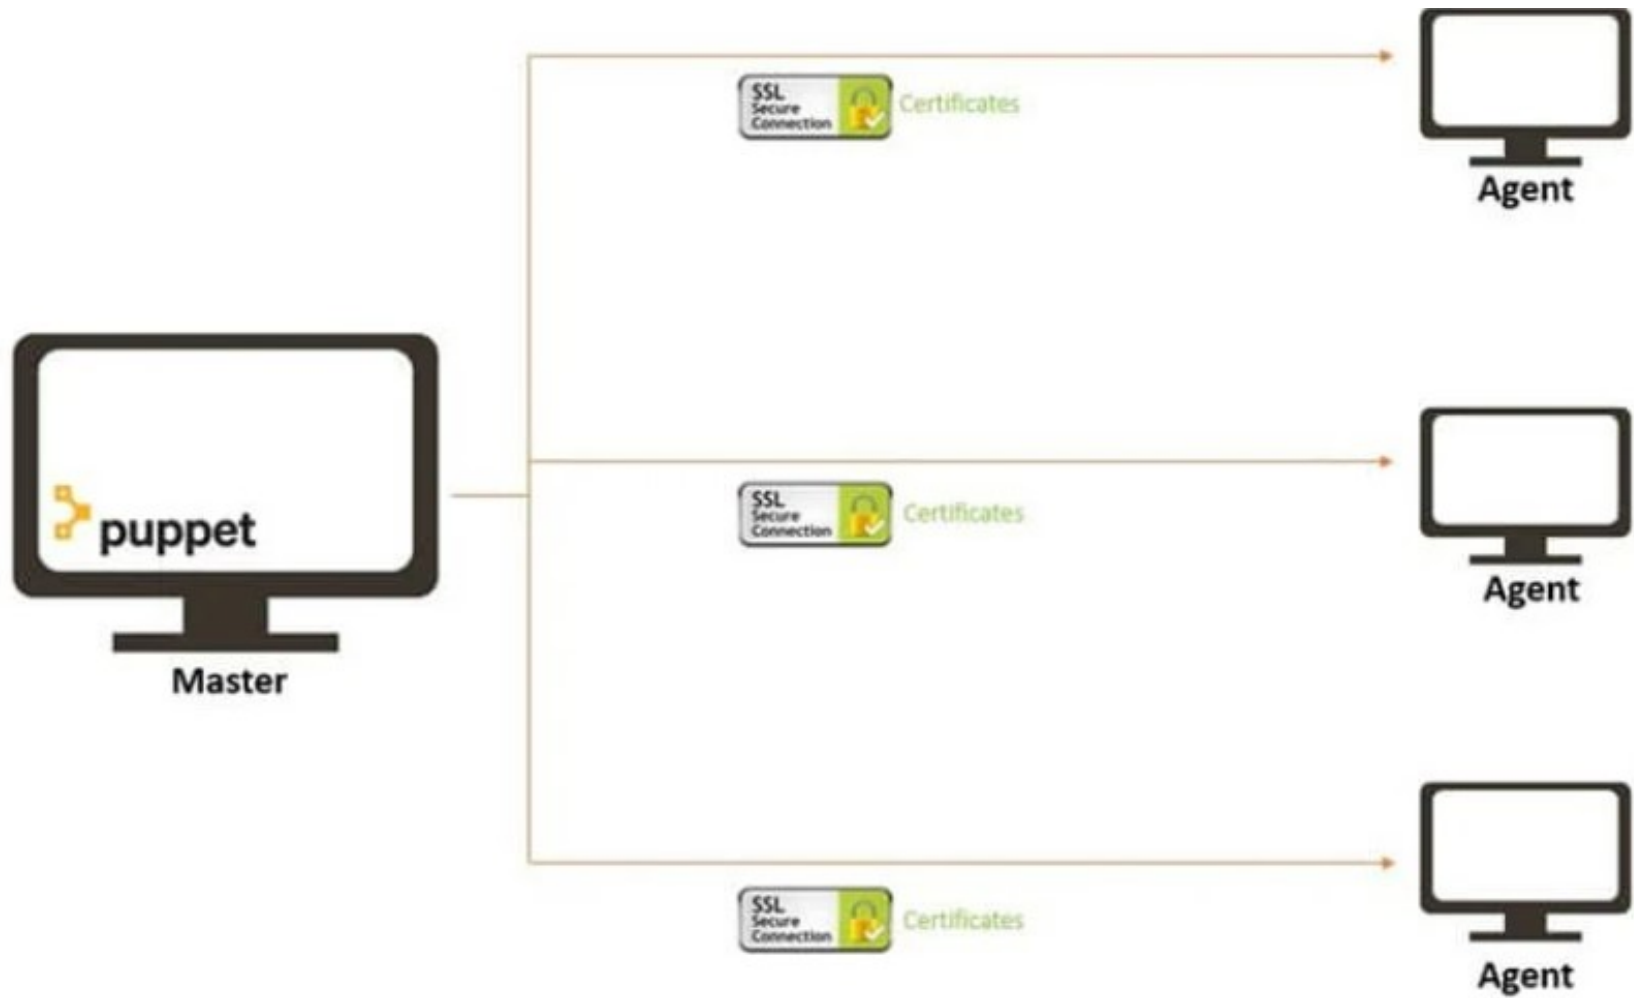 SSL
Secure
Connection
Certificates
Agent
puppet
Master
SSL
Secure
Connection
Certificates
Agent
SSL
Secure
Connection
Certificates
Agent